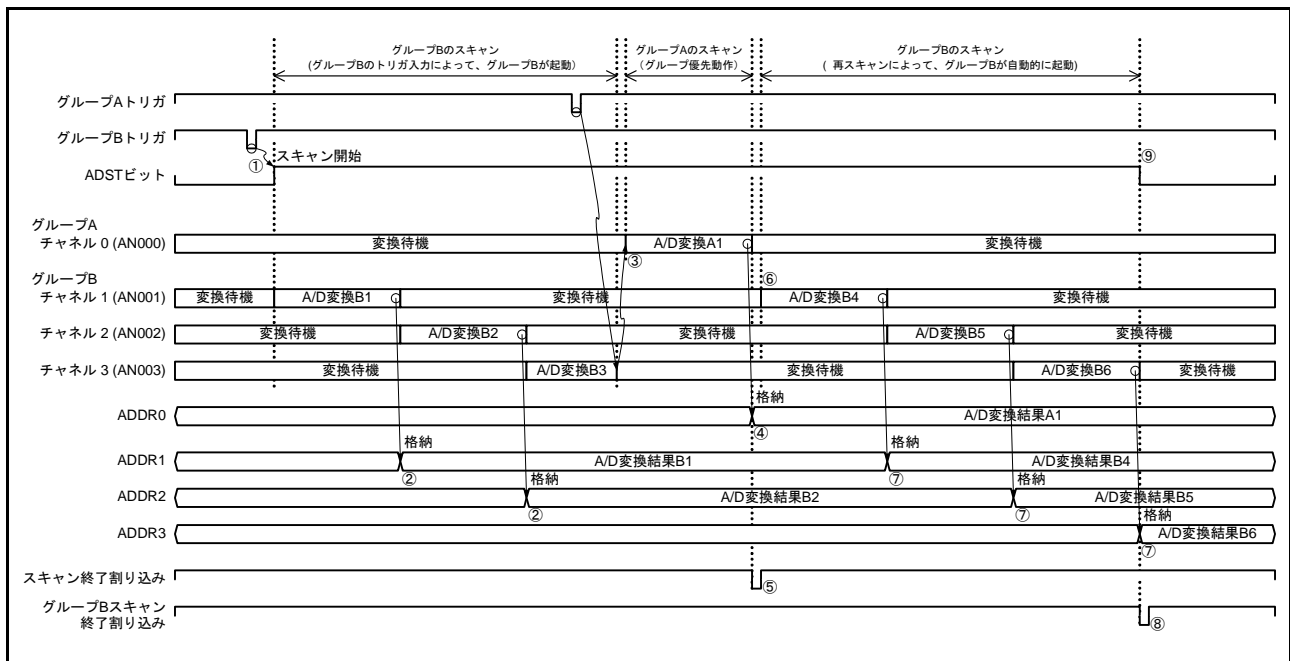 グループBのスキャン
(グループBのトリガ入力によって、グループBが起動)
グループAのスキャン
(グループ優先動作)
グループBのスキャン
( 再スキャンによって、グループBが自動的に起動)
グループAトリガ
グループBトリガ
① スキャン開始
ADSTビット
⑨
グループA
チャネル 0 (AN000)
変換待機 A/D変換A1 変換待機
③
グループB
⑥
チャネル 1 (AN001)
変換待機 A/D変換B1 変換待機 A/D変換B4 変換待機
チャネル 2 (AN002)
変換待機 A/D変換B2 変換待機 A/D変換B5 変換待機
チャネル 3 (AN003)
変換待機 A/D変換B3 変換待機 A/D変換B6 変換待機
格納
ADDR0 A/D変換結果A1
④
格納 格納
ADDR1 A/D変換結果B1 A/D変換結果B4
② ⑦
格納 格納
ADDR2 A/D変換結果B2 A/D変換結果B5
② ⑦
格納
ADDR3 A/D変換結果B6
⑦
スキャン終了割り込み
⑤
グループBスキャン
終了割り込み
⑧